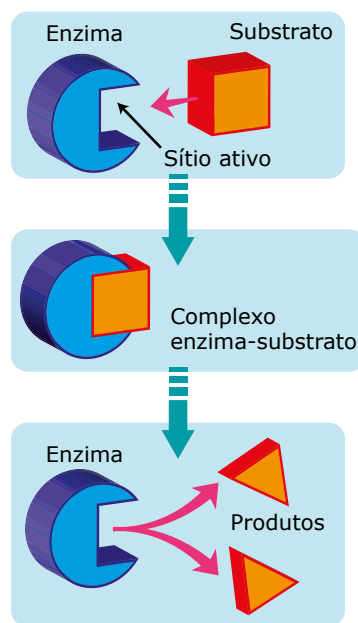 Enzima
Substrato
Sítio ativo
Complexo
enzima-substrato
Enzima
Produtos